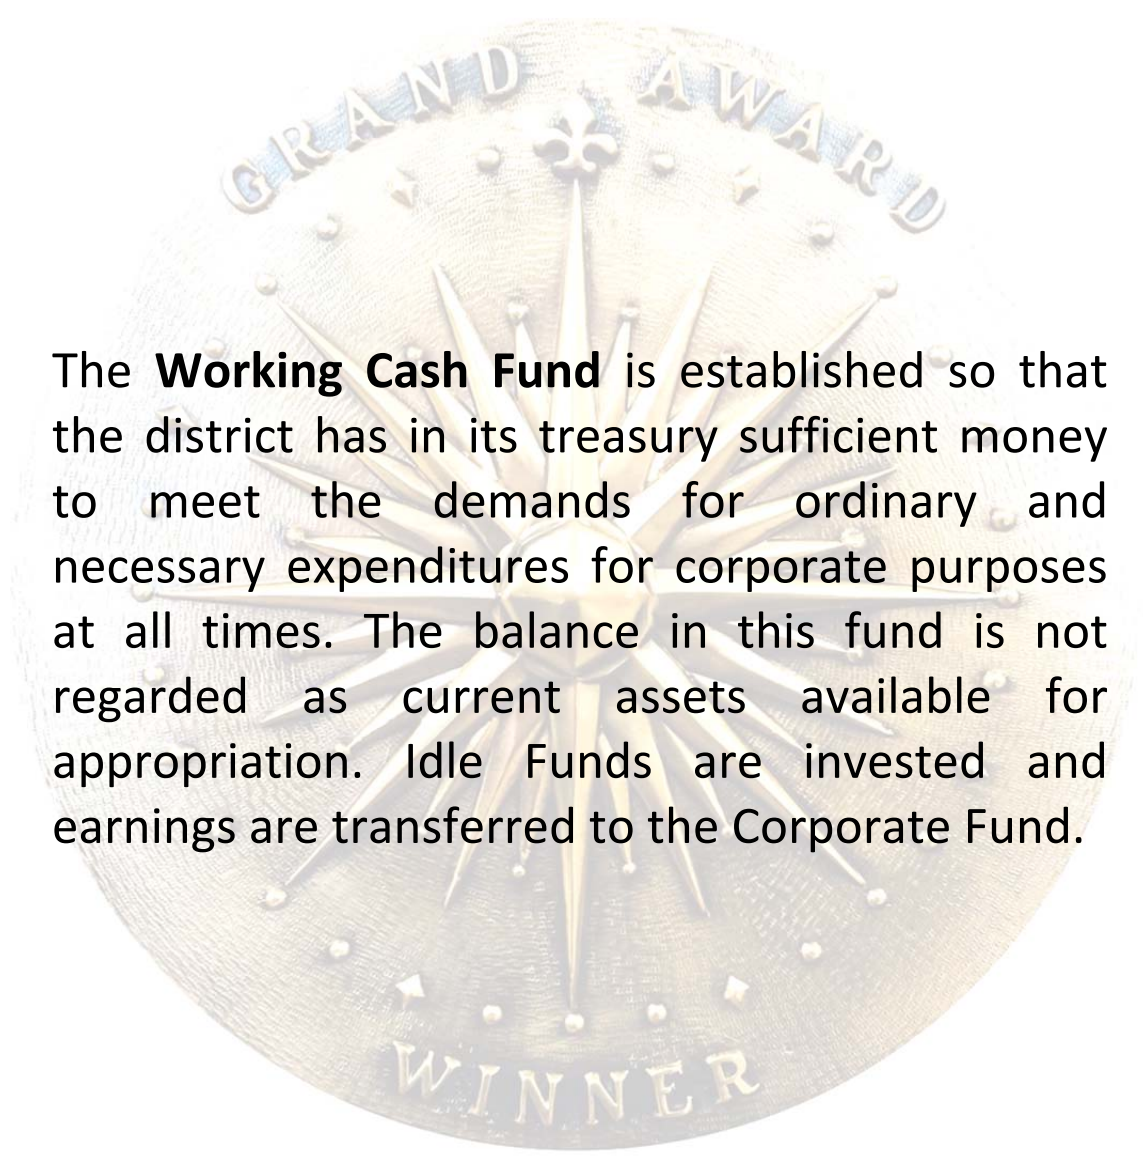 GRAND AWARD
The Working Cash Fund is established so that
the district has in its treasury sufficient money
to meet the demands for ordinary and
necessary expenditures for corporate purposes
at all times. The balance in this fund is not
regarded as current assets available for
appropriation. Idle Funds are invested and
earnings are transferred to the Corporate Fund.
WINNER